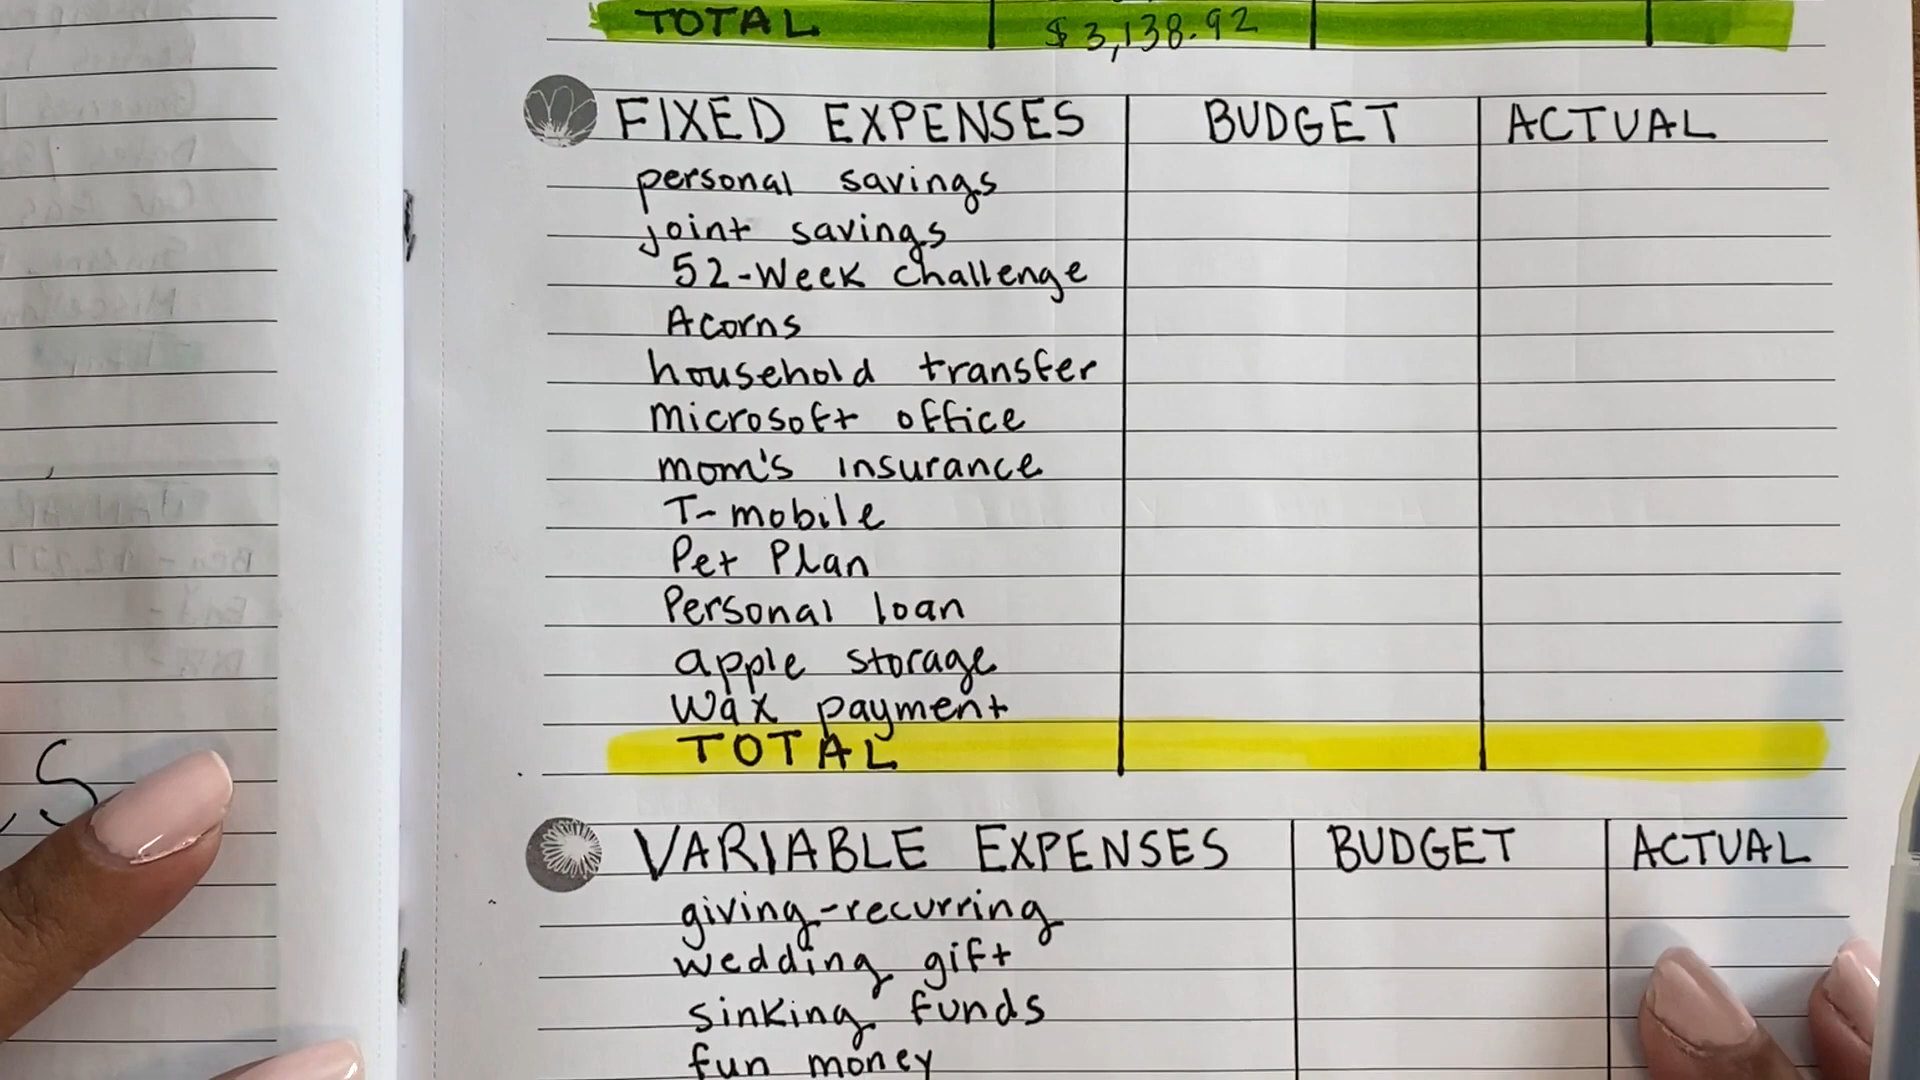 TOTAL $3,138.92
FIXED EXPENSES BUDGET ACTUAL
personal savings
joint savings
52-Week Challenge
Acorns
household transfer
microsoft office
mom's insurance
T-mobile
Pet Plan
Personal loan
apple storage
wax payment
TOTAL
VARIABLE EXPENSES BUDGET ACTUAL
giving-recurring
wedding gift
sinking funds
fun money